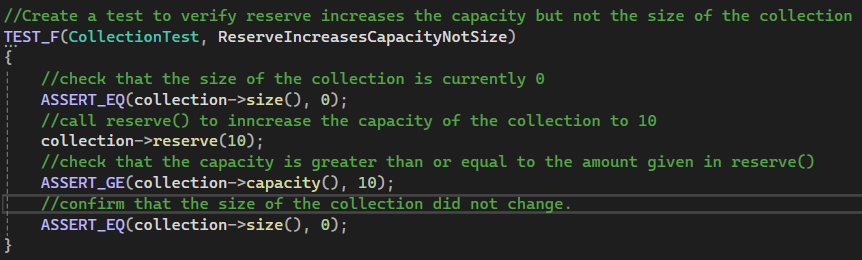 //Create a test to verify reserve increases the capacity but not the size of the collection
TEST_F(CollectionTest, ReserveIncreasesCapacityNotSize)
{
    //check that the size of the collection is currently 0
    ASSERT_EQ(collection->size(), 0);
    //call reserve() to inncrease the capacity of the collection to 10
    collection->reserve(10);
    //check that the capacity is greater than or equal to the amount given in reserve()
    ASSERT_GE(collection->capacity(), 10);
    //confirm that the size of the collection did not change.
    ASSERT_EQ(collection->size(), 0);
}